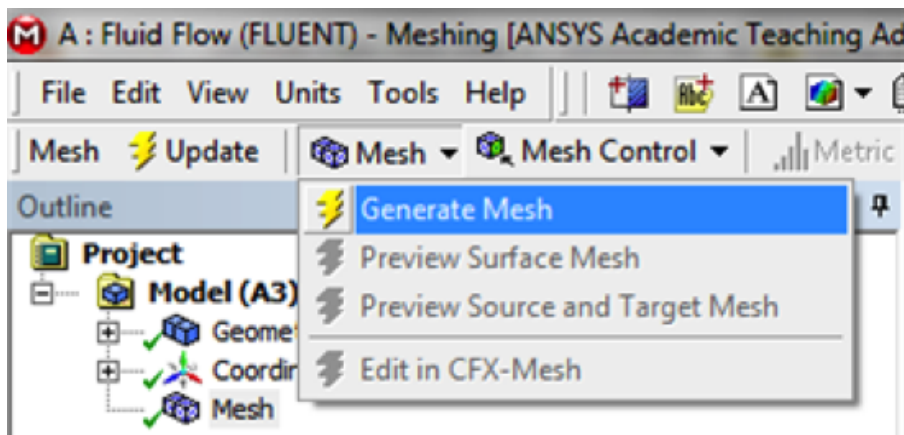 A : Fluid Flow (FLUENT) - Meshing [ANSYS Academic Teaching Ad
File Edit View Units Tools Help Abc A
Mesh Update Mesh Mesh Control Metric
Outline
Generate Mesh
Project
Preview Surface Mesh
Model (A3)
Preview Source and Target Mesh
Geomet
Coordin
Edit in CFX-Mesh
Mesh